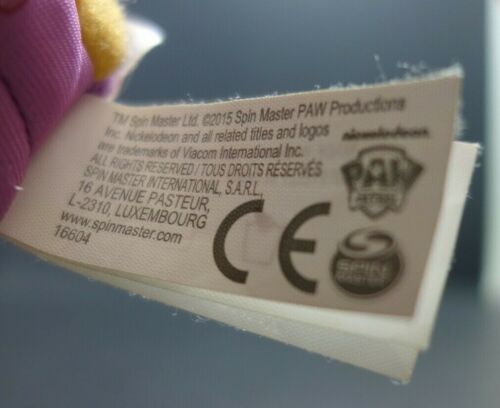 TM Spin Master Ltd. ©2015 Spin Master PAW Productions
Inc. Nickelodeon and all related titles and logos
are trademarks of Viacom International Inc.
ALL RIGHTS RESERVED / TOUS DROITS RÉSERVÉS
SPIN MASTER INTERNATIONAL, S.A.R.L,
16 AVENUE PASTEUR,
L-2310, LUXEMBOURG
www.spinmaster.com
16604
CE
nickelodeon
PAW
PATROL
SPIN
MASTER